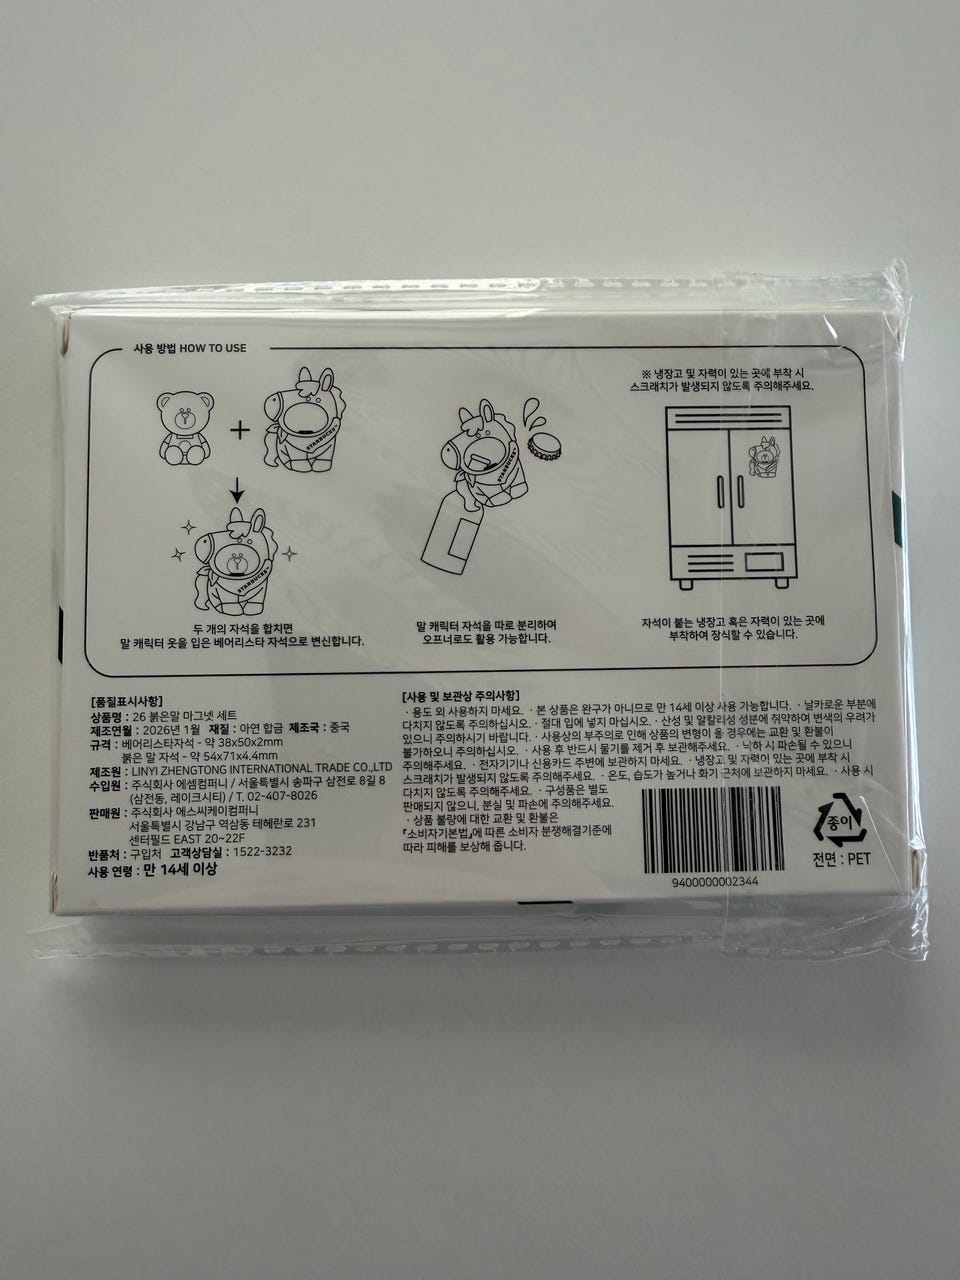 사용 방법 HOW TO USE
STARBUCKS
STARBUCKS
두 개의 자석을 합치면
말 캐릭터 옷을 입은 베어리스타 자석으로 변신합니다.
STARBUCKS
말 캐릭터 자석을 따로 분리하여
오프너로도 활용 가능합니다.
※ 냉장고 및 자력이 있는 곳에 부착 시
스크래치가 발생되지 않도록 주의해주세요.
자석이 붙는 냉장고 혹은 자력이 있는 곳에
부착하여 장식할 수 있습니다.
[품질표시사항]
상품명 : 26 붉은말 마그넷 세트
제조연월 : 2026년 1월 재질 : 아연 합금 제조국 : 중국
규격 : 베어리스타자석 - 약 38x50x2mm
붉은 말 자석 - 약 54x71x4.4mm
제조원 : LINYI ZHENGTONG INTERNATIONAL TRADE CO.,LTD
수입원 : 주식회사 에셈컴퍼니 / 서울특별시 송파구 삼전로 8길 8
(삼전동, 레이크시티) / T. 02-407-8026
판매원 : 주식회사 에스씨케이컴퍼니
서울특별시 강남구 역삼동 테헤란로 231
센터필드 EAST 20~22F
반품처 : 구입처 고객상담실 : 1522-3232
사용 연령 : 만 14세 이상
[사용 및 보관상 주의사항]
· 용도 외 사용하지 마세요. · 본 상품은 완구가 아니므로 만 14세 이상 사용 가능합니다. · 날카로운 부분에
다치지 않도록 주의하십시오. · 절대 입에 넣지 마십시오. · 산성 및 알칼리성 성분에 취약하여 변색의 우려가
있으니 주의하시기 바랍니다. · 사용상의 부주의로 인해 상품의 변형이 올 경우에는 교환 및 환불이
불가하오니 주의하십시오. · 사용 후 반드시 물기를 제거 후 보관해주세요. · 낙하 시 파손될 수 있으니
주의해주세요. · 전자기기나 신용카드 주변에 보관하지 마세요. · 냉장고 및 자력이 있는 곳에 부착 시
스크래치가 발생되지 않도록 주의해주세요. · 온도, 습도가 높거나 화기 근처에 보관하지 마세요. · 사용 시
다치지 않도록 주의해주세요. · 구성품은 별도
판매되지 않으니, 분실 및 파손에 주의해주세요.
· 상품 불량에 대한 교환 및 환불은
『소비자기본법』에 따른 소비자 분쟁해결기준에
따라 피해를 보상해 줍니다.
9400000002344
종이
전면 : PET